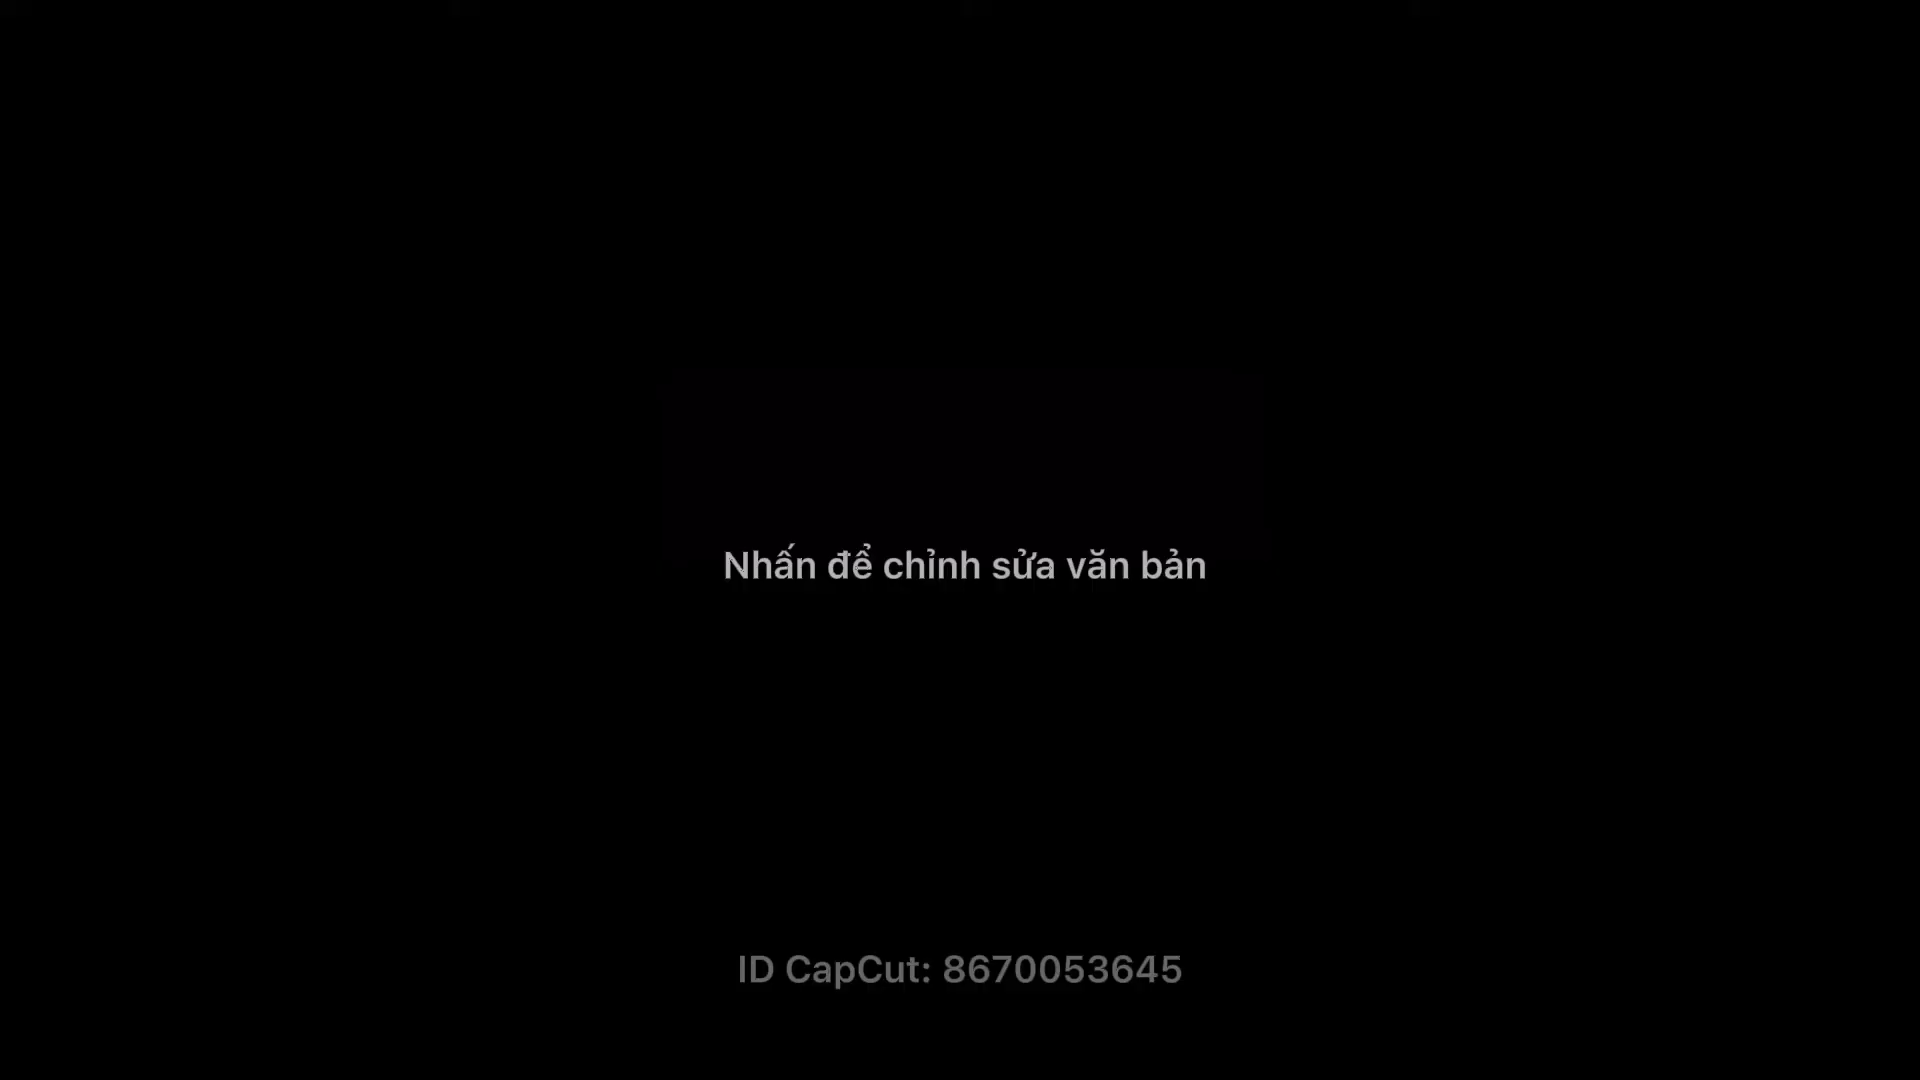 Nhấn để chỉnh sửa văn bản
ID CapCut: 8670053645